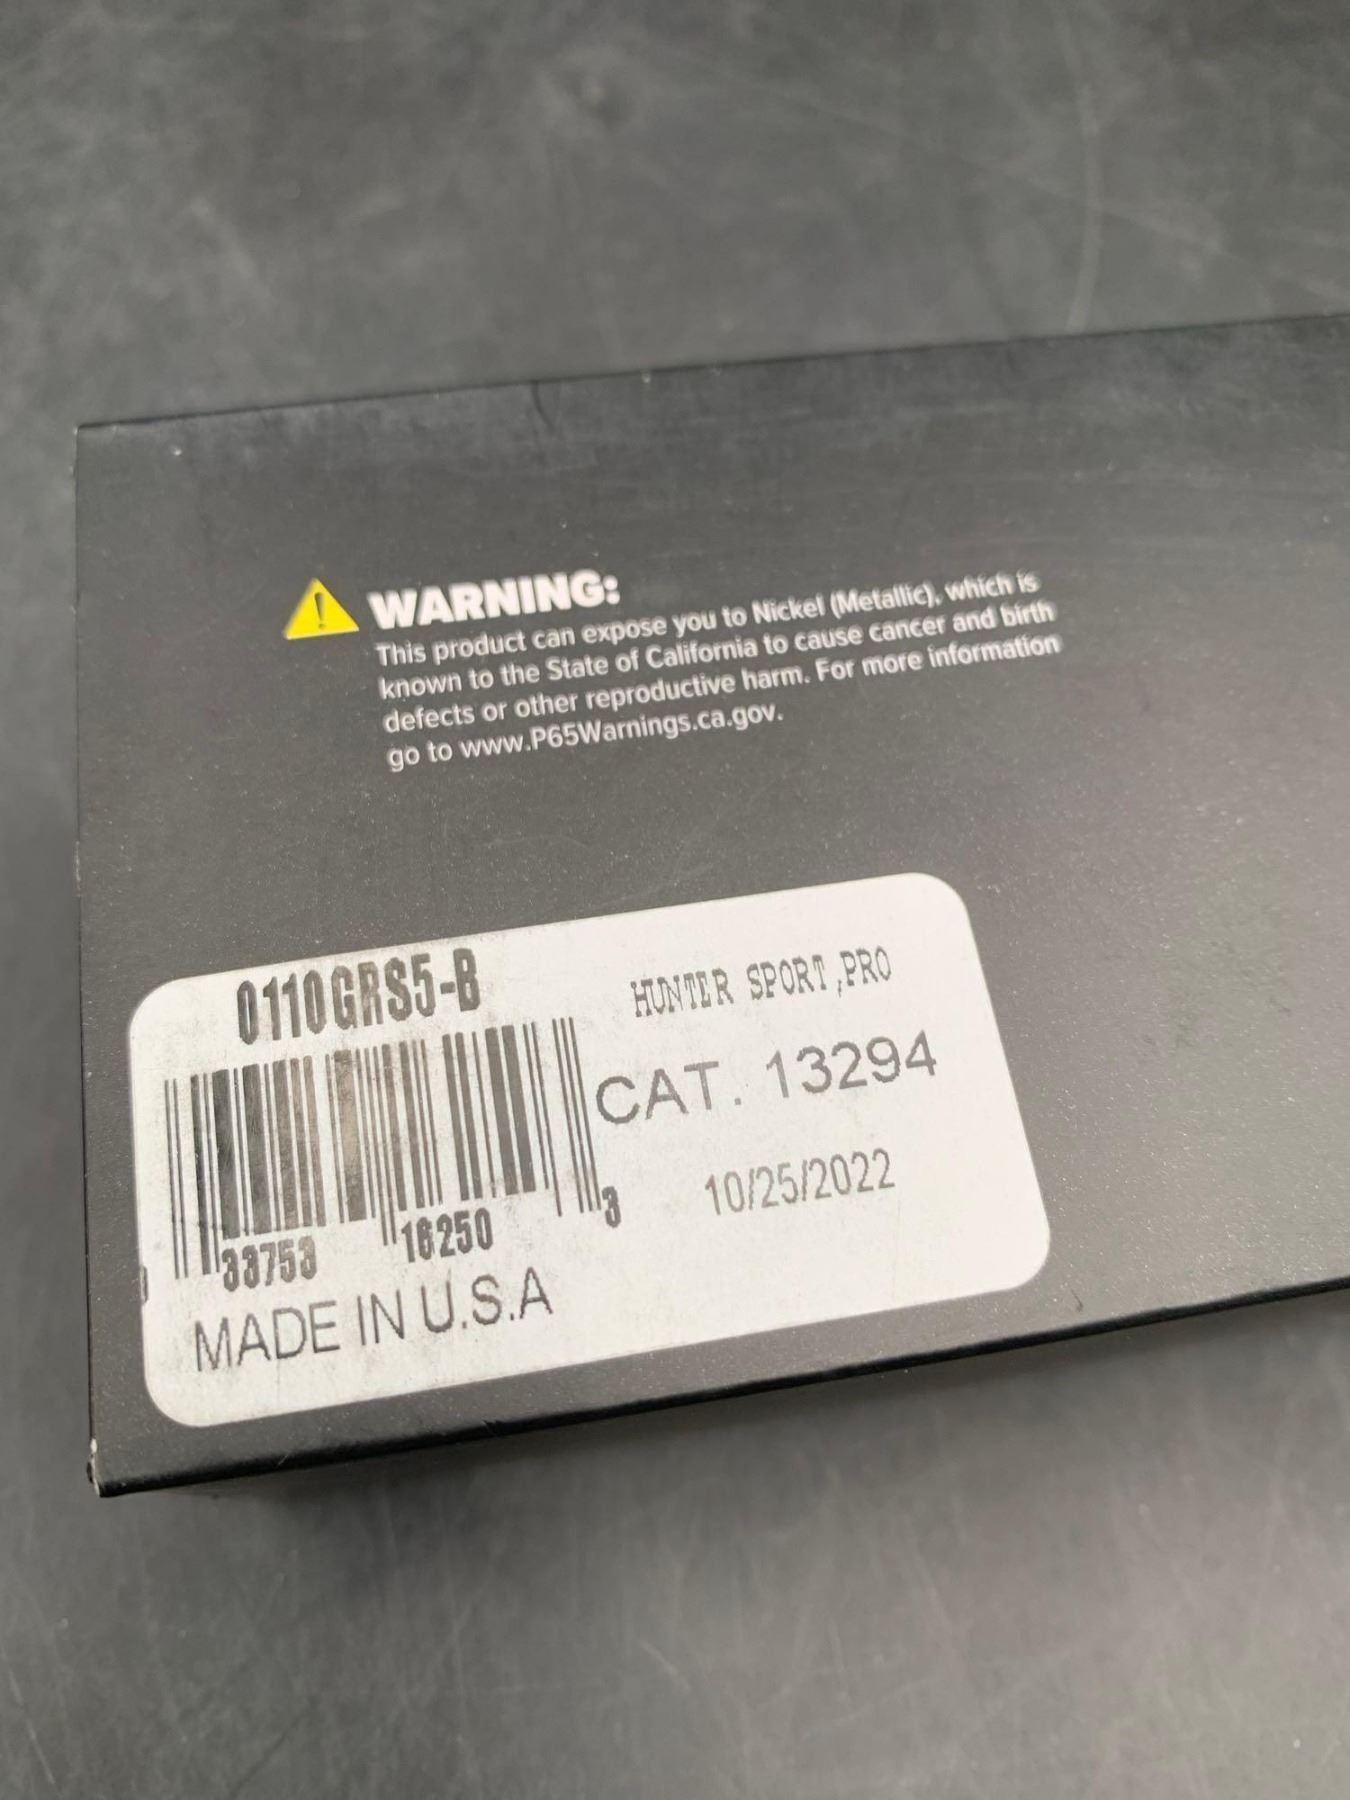 WARNING:
This product can expose you to Nickel (Metallic), which is
known to the State of California to cause cancer and birth
defects or other reproductive harm. For more information
go to www.P65Warnings.ca.gov.
0110GRS5-B
HUNTER SPORT,PRO
CAT. 13294
10/25/2022
33753 16250 3
MADE IN U.S.A